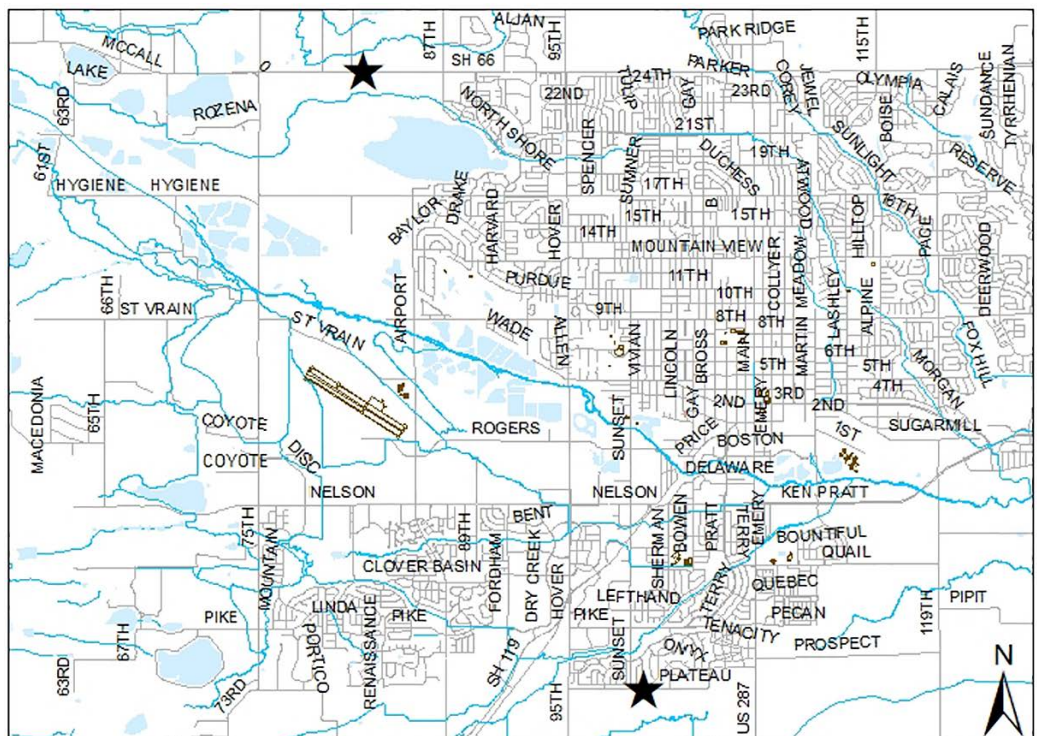 ALJAN
PARK RIDGE
MCCALL
87TH
SH 66
95TH
115TH
LAKE
PARKER
124TH
TULIP
GAY
23RD
COREY
JEWEL
OLYMPIA
CALAIS
SUNDANCE
TYRRHENIAN
63RD
ROZENA
22ND
BOISE
NORTH SHORE
21ST
SPENCER
19TH
SUNLIGHT
61ST
SUMNER
DUCHESS
RESERVE
HYGIENE
HYGIENE
DRAKE
17TH
ATWOOD
16TH
BAYLOR
HARVARD
HOVER
15TH
B
15TH
HILLTOP
PAGE
14TH
MOUNTAIN VIEW
DEERWOOD
PURDUE
11TH
COLLYER
MARTIN MEADOW
66TH
ST VRAIN
ST VRAIN
AIRPORT
WADE
ALLEN
9TH
10TH
8TH
8TH
LASHLEY
ALPINE
VIVIAN
LINCOLN
BROSS
MAIN
6TH
5TH
5TH
4TH
MORGAN
FOX HILL
MACEDONIA
65TH
COYOTE
COYOTE
DISC
ROGERS
SUNSET
GAY
2ND
EMERY
3RD
2ND
1ST
SUGARMILL
PRICE
BOSTON
DELAWARE
NELSON
NELSON
KEN PRATT
75TH
BENT
SHERMAN
BOWEN
PRATT
TERRY
EMERY
BOUNTIFUL
QUAIL
89TH
FORDHAM
DRY CREEK
HOVER
CLOVER BASIN
MOUNTAIN
QUEBEC
PIKE
LINDA
RENAISSANCE
PIKE
PIKE
LEFTHAND
TERRY
PECAN
119TH
PIPIT
67TH
PORTICO
TENACITY
PROSPECT
63RD
73RD
SH 119
95TH
SUNSET
ONYX
PLATEAU
US 287
N